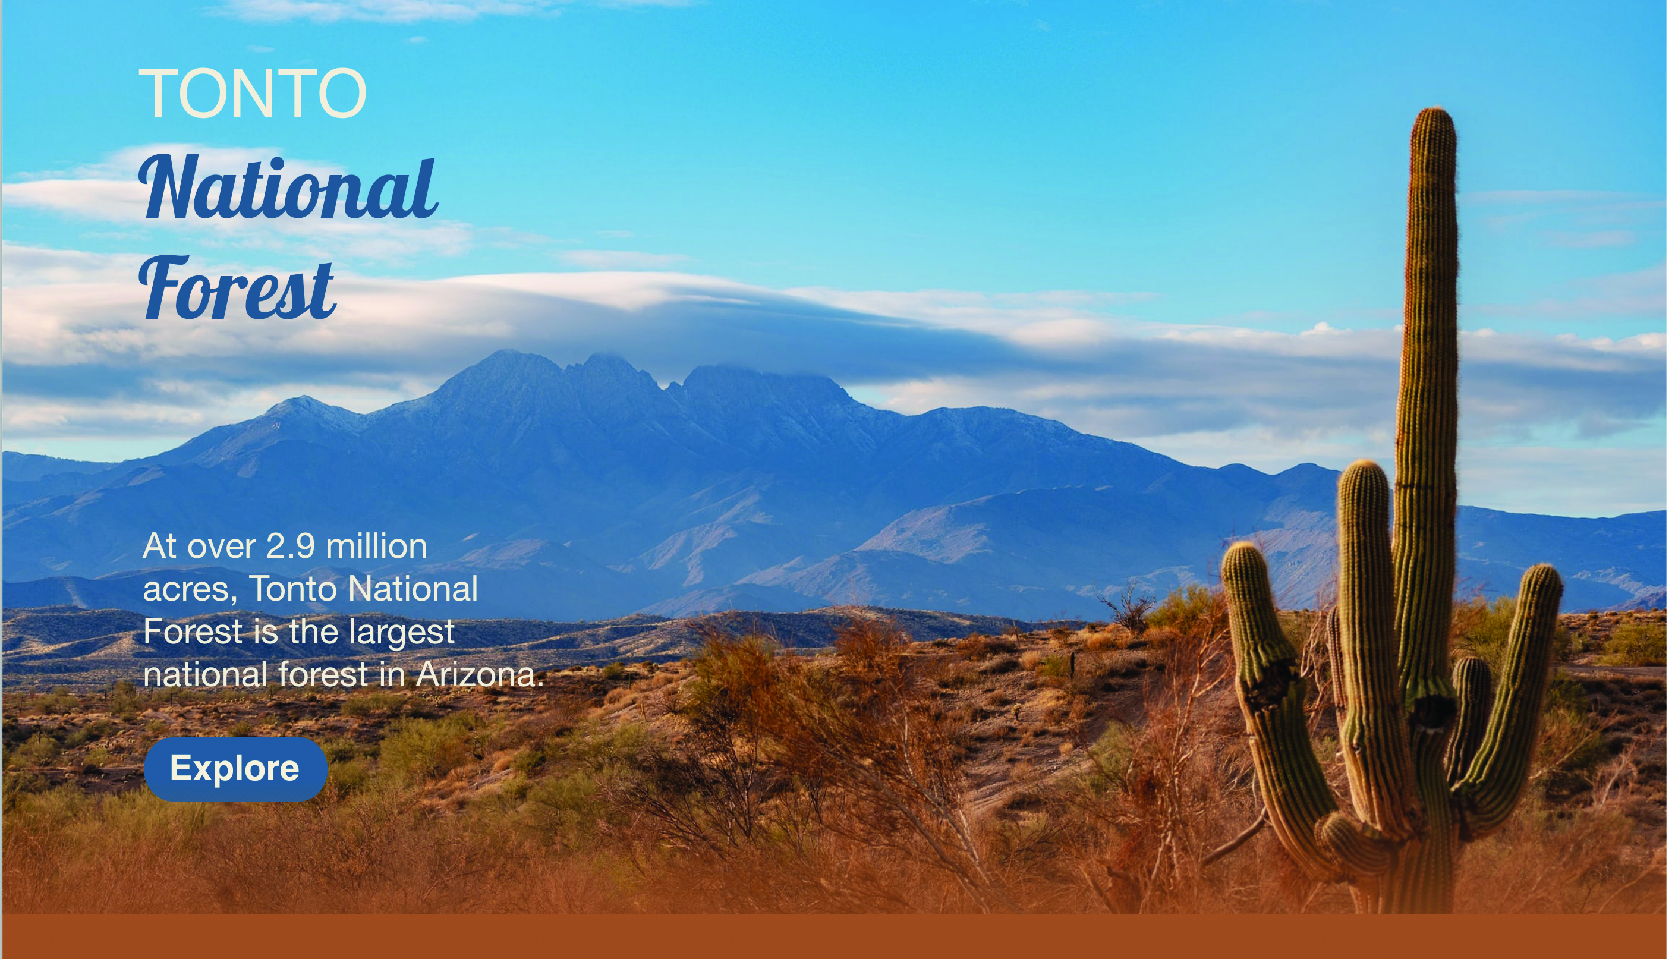 TONTO
National
Forest
At over 2.9 million
acres, Tonto National
Forest is the largest
national forest in Arizona.
Explore